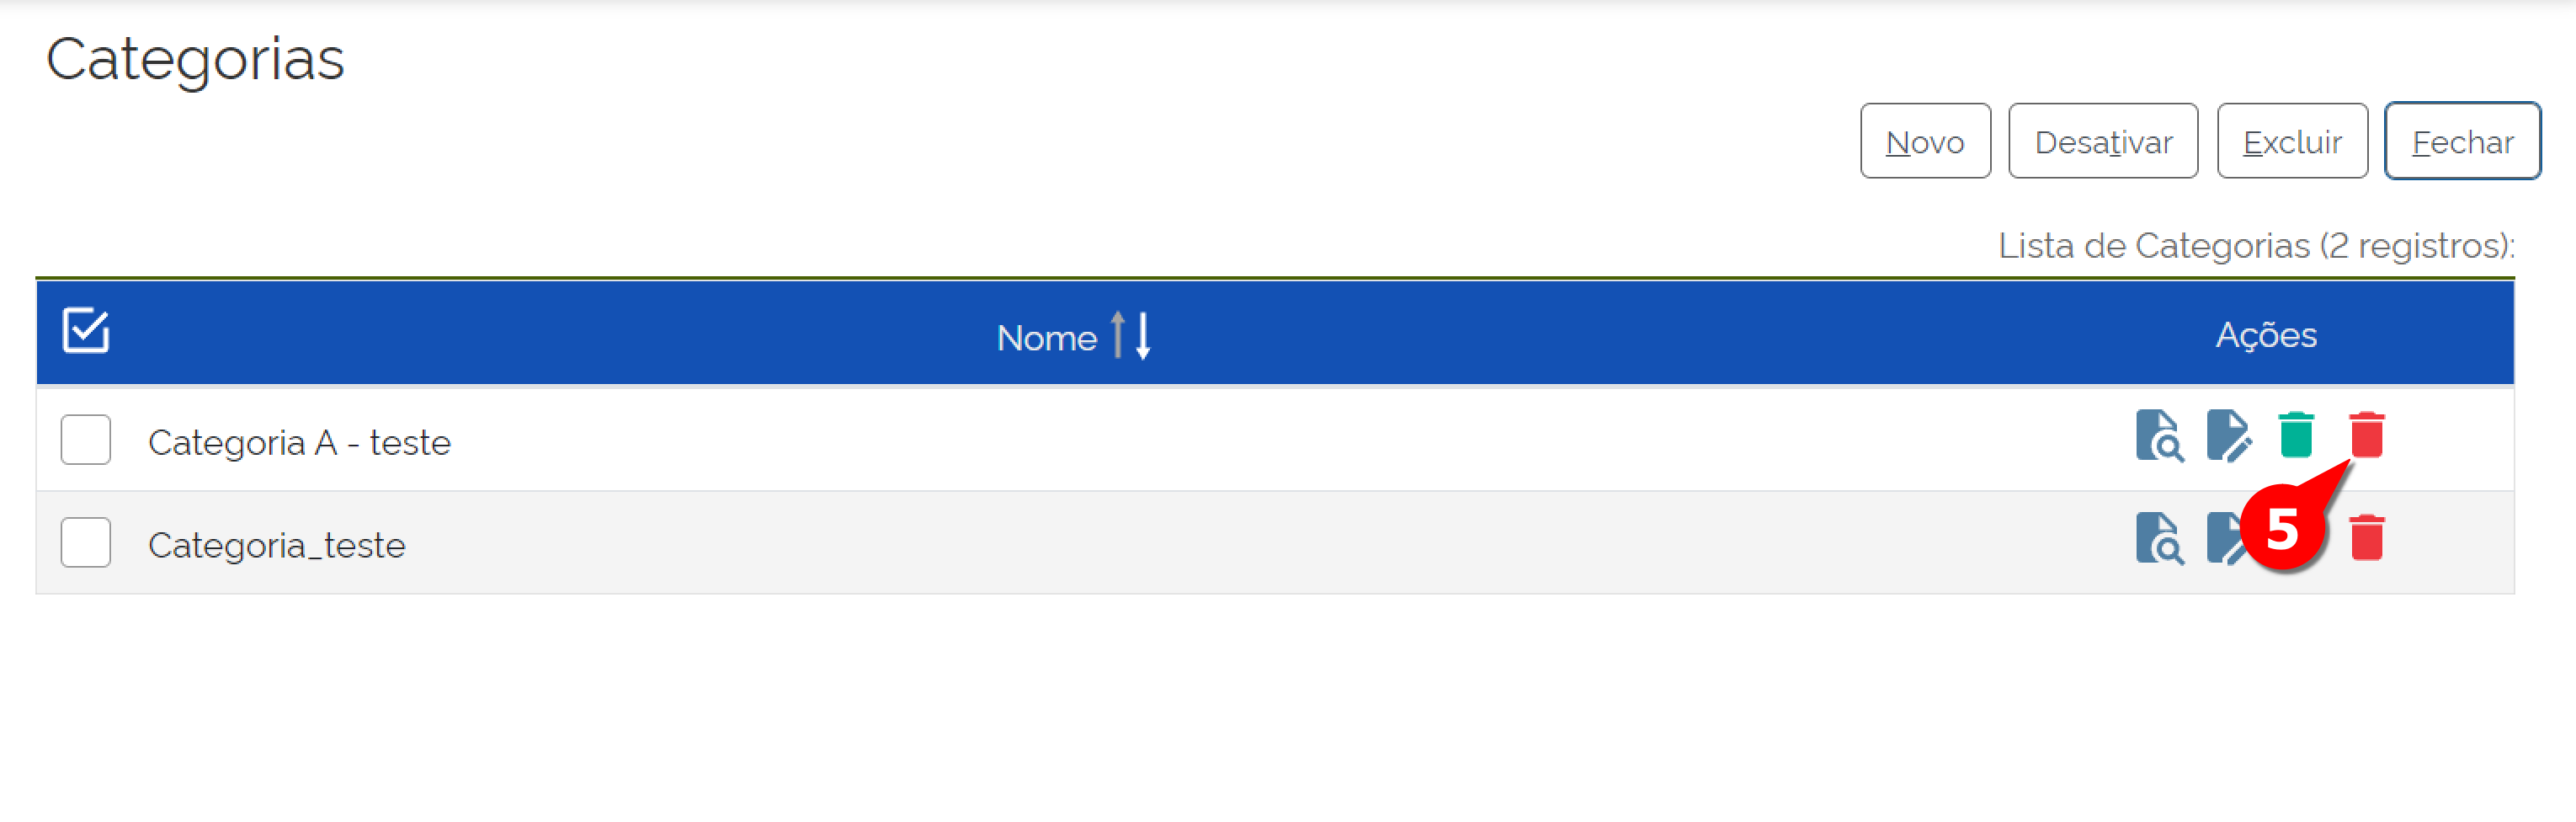 Categorias
Novo Desativar Excluir Fechar
Lista de Categorias (2 registros):
Nome Ações
Categoria A - teste
5
Categoria_teste